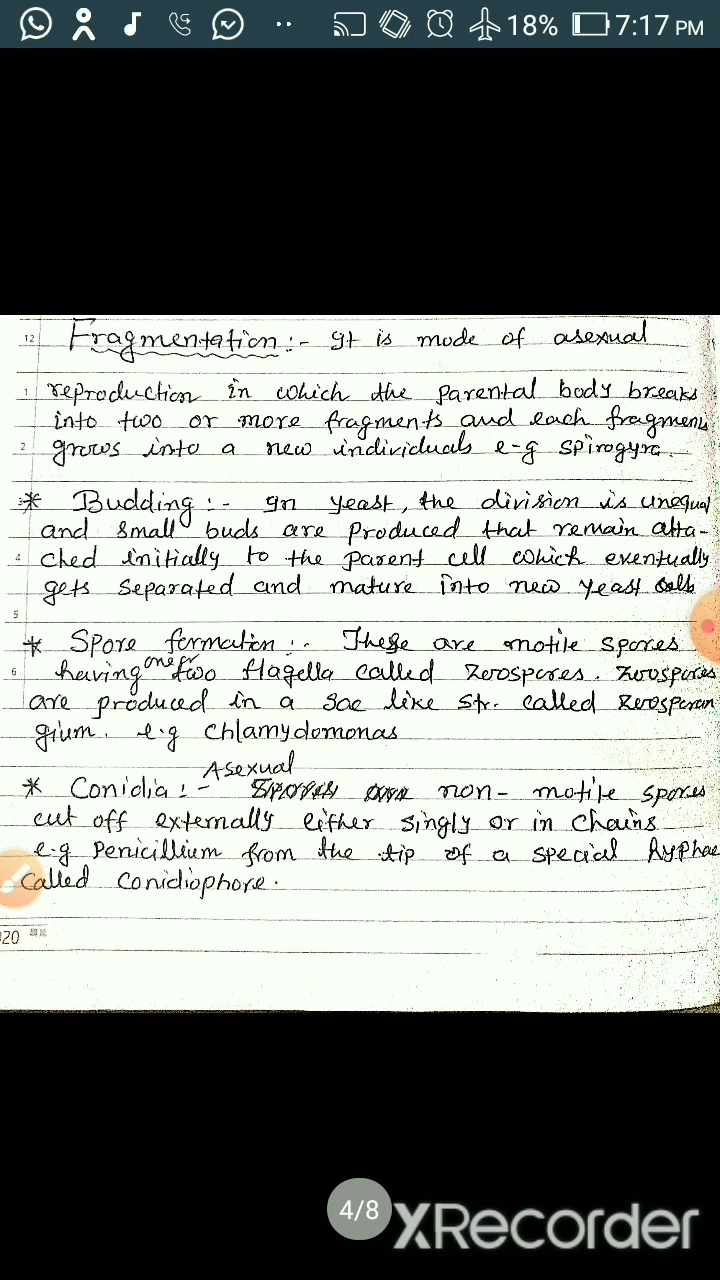 18% 7:17 PM
12 Fragmentation :- It is mode of asexual
1 reproduction in which the parental body breaks
into two or more fragments and each fragments
2 grows into a new individuals e-g spirogyra.
* Budding :- In yeast, the division is unequal
and small buds are produced that remain atta-
4 ched initially to the parent cell which eventually
gets separated and mature into new yeast cells
5
* Spore formation :- These are motile spores
6 having one or two flagella called zoospores. zoospores
are produced in a sac like str. called zoosporan
gium. e.g Chlamydomonas
* Conidia :- Asexual non- motile spores
cut off externally either singly or in chains
e.g Penicillium from the tip of a special hyphae
called conidiophore.
020
4/8 XRecorder